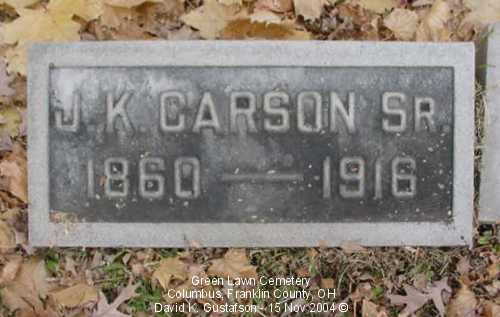 J. K. CARSON SR.
1860 — 1916
Green Lawn Cemetery
Columbus, Franklin County, OH
David K. Gustafson - 15 Nov 2004 ©